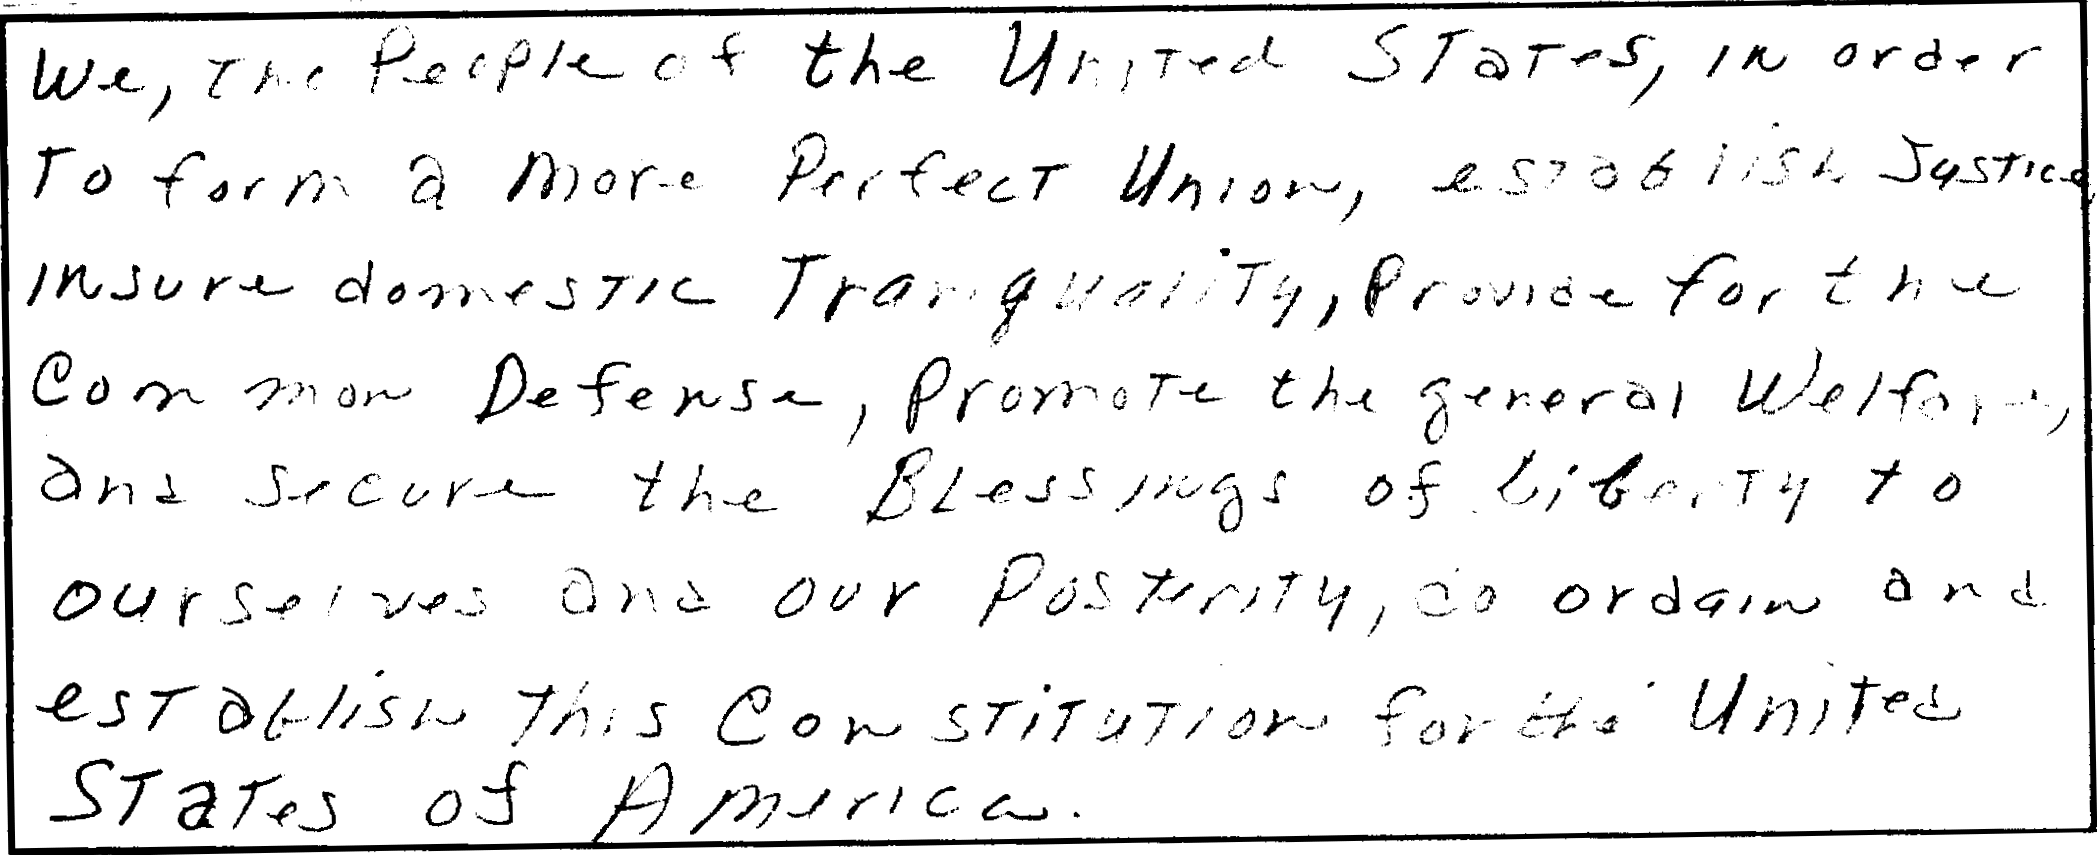 We, The People of the United States, in order
To form a More Perfect Union, establish Justice,
insure domestic Tranquality, Provide for the
Common Defense, Promote the general Welfare,
and secure the BLessings of Liberty to
ourselves and our Posterity, do ordain and
establish This Constitution for the United
States of America.